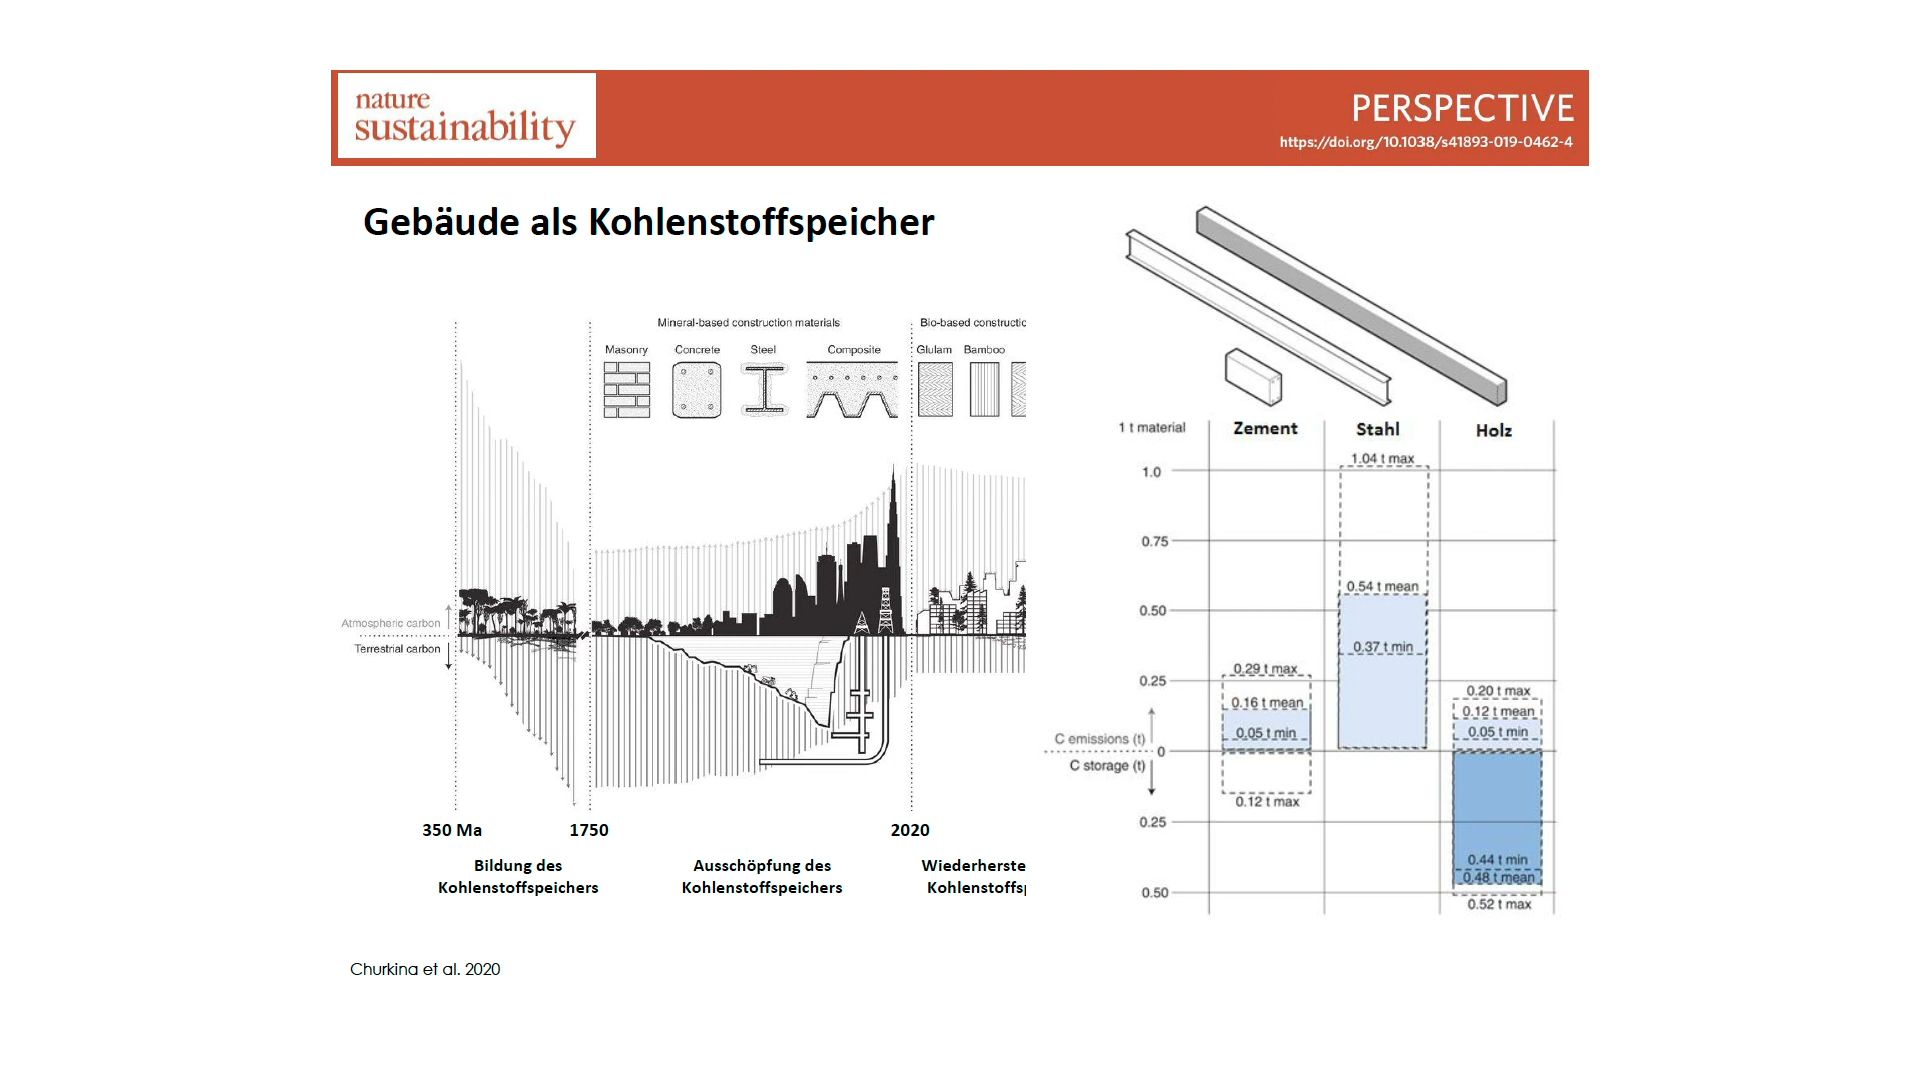 nature
sustainability
PERSPECTIVE
https://doi.org/10.1038/s41893-019-0462-4
Gebäude als Kohlenstoffspeicher
Mineral-based construction materials
Bio-based constructio
Masonry
Concrete
Steel
Composite
Glulam
Bamboo
Atmospheric carbon
Terrestrial carbon
350 Ma
1750
2020
Bildung des
Kohlenstoffspeichers
Ausschöpfung des
Kohlenstoffspeichers
Wiederherste
Kohlenstoffsp
1 t material
Zement
Stahl
Holz
1.0
0.75
0.50
0.25
C emissions (t)
0
C storage (t)
0.25
0.50
0.29 t max
0.16 t mean
0.05 t min
0.12 t max
1.04 t max
0.54 t mean
0.37 t min
0.20 t max
0.12 t mean
0.05 t min
0.44 t min
0.48 t mean
0.52 t max
Churkina et al. 2020